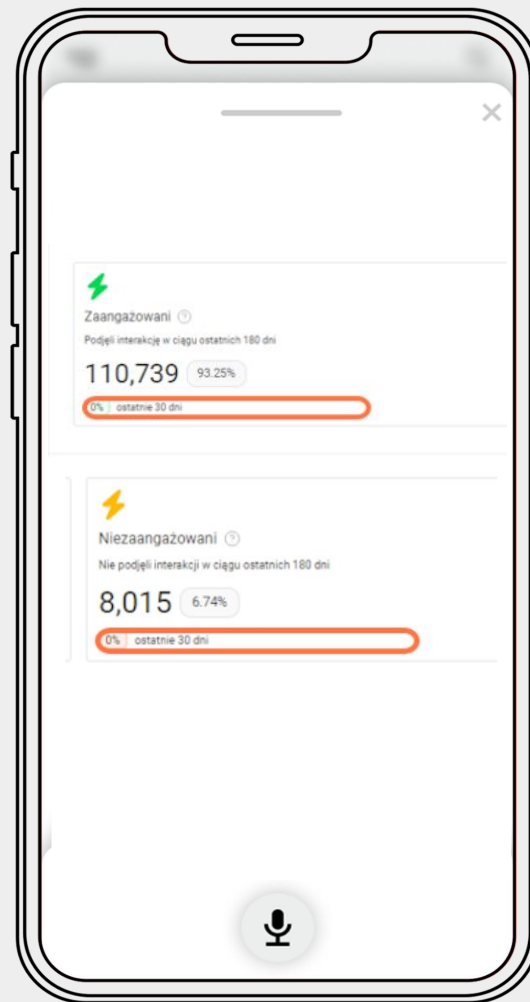 Zaangażowani
Podjęli interakcję w ciągu ostatnich 180 dni
110,739 93.25%
0% ostatnie 30 dni
Niezaangażowani
Nie podjęli interakcji w ciągu ostatnich 180 dni
8,015 6.74%
0% ostatnie 30 dni